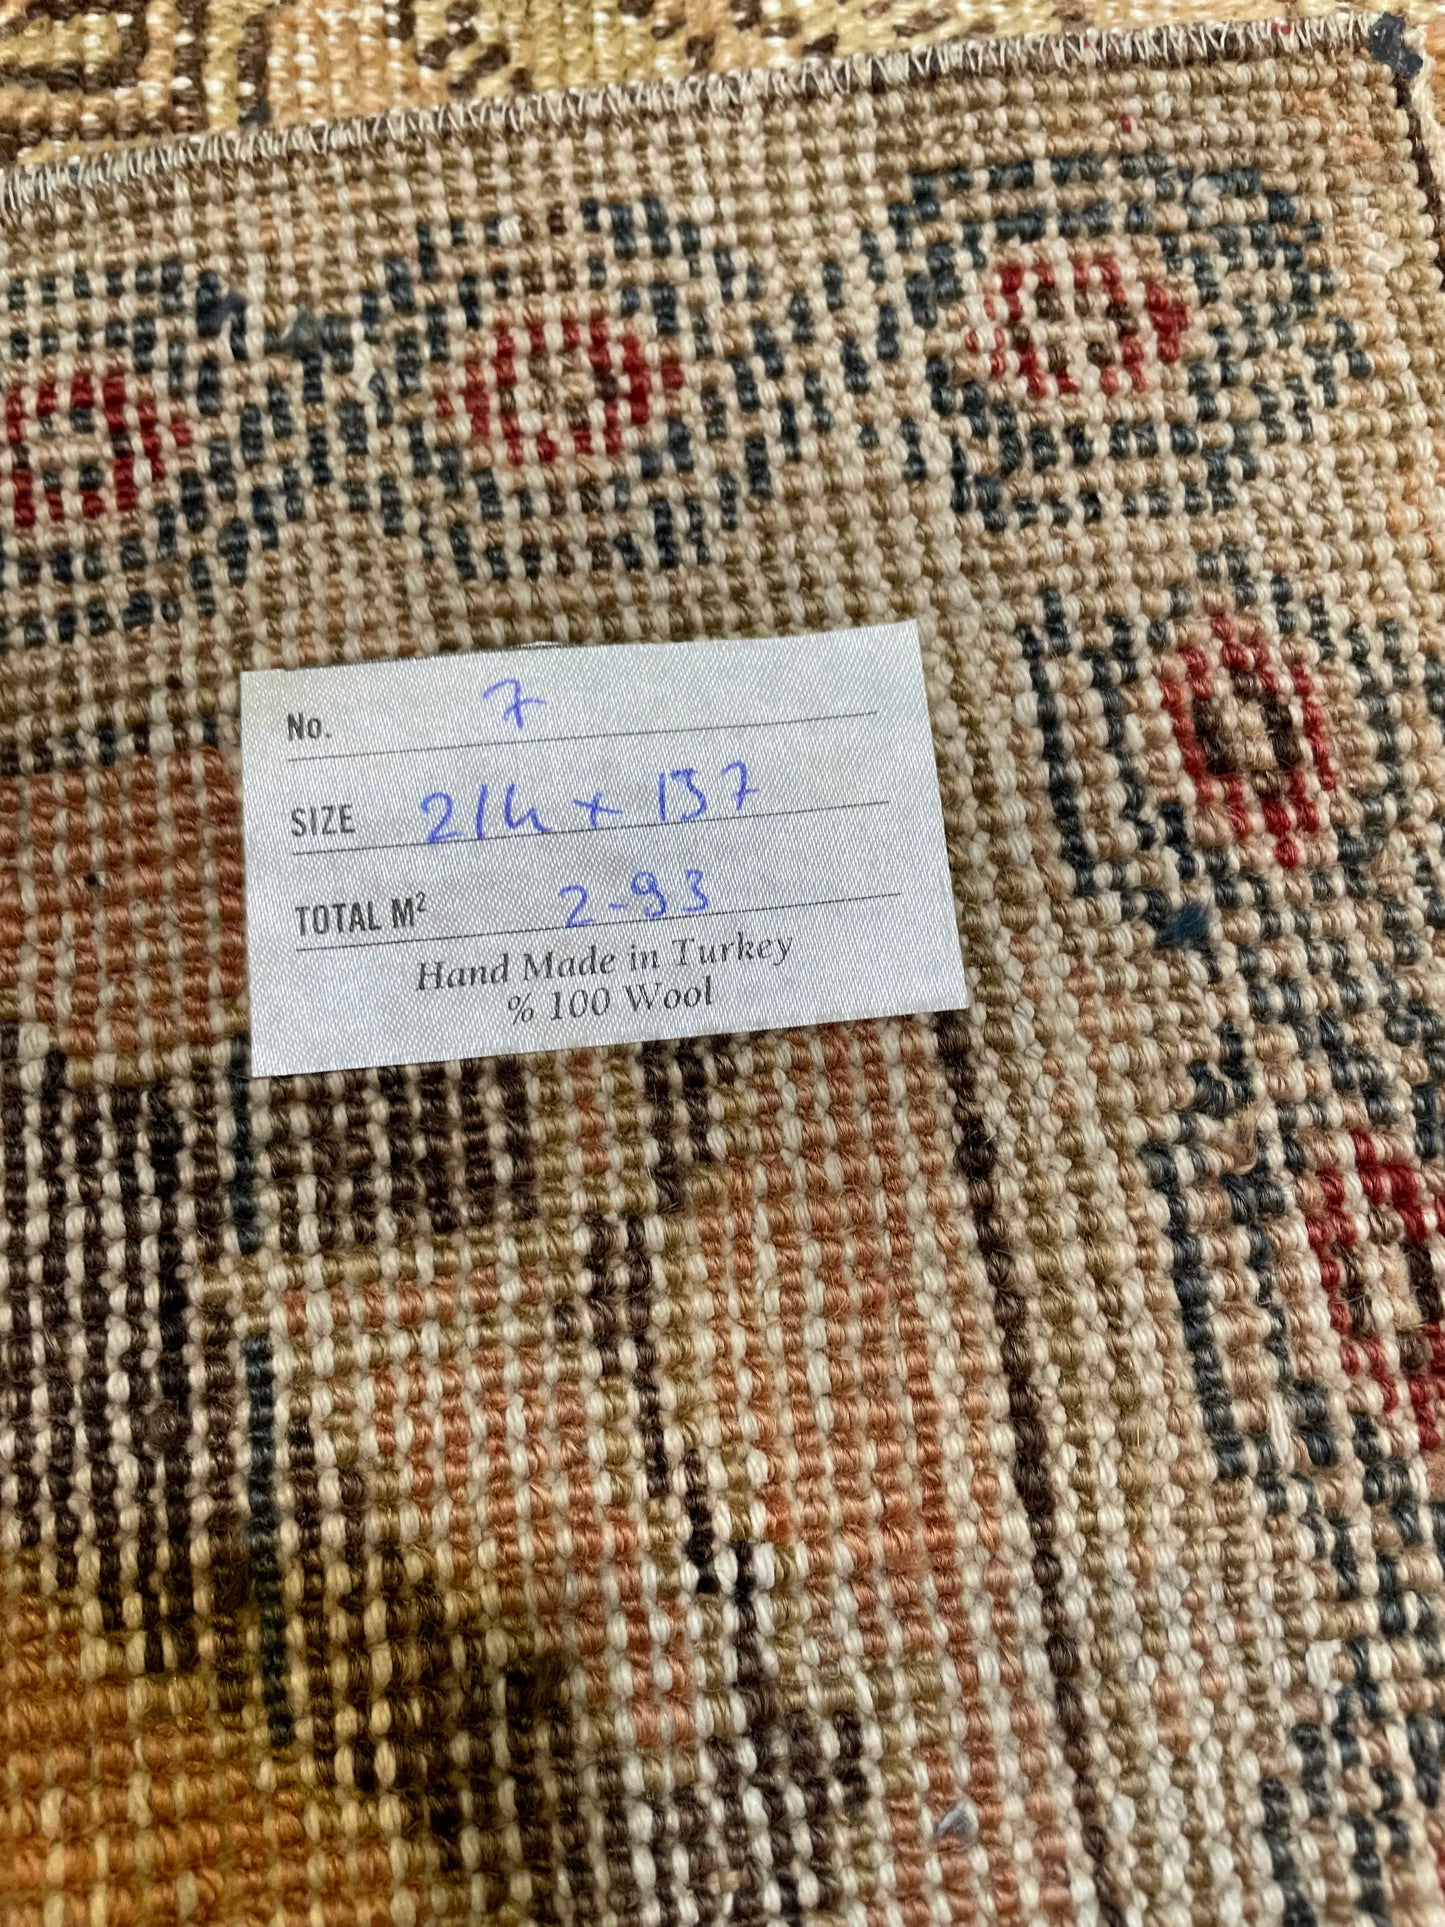 No. 7
SIZE 214 x 137
TOTAL M² 2-93
Hand Made in Turkey
% 100 Wool